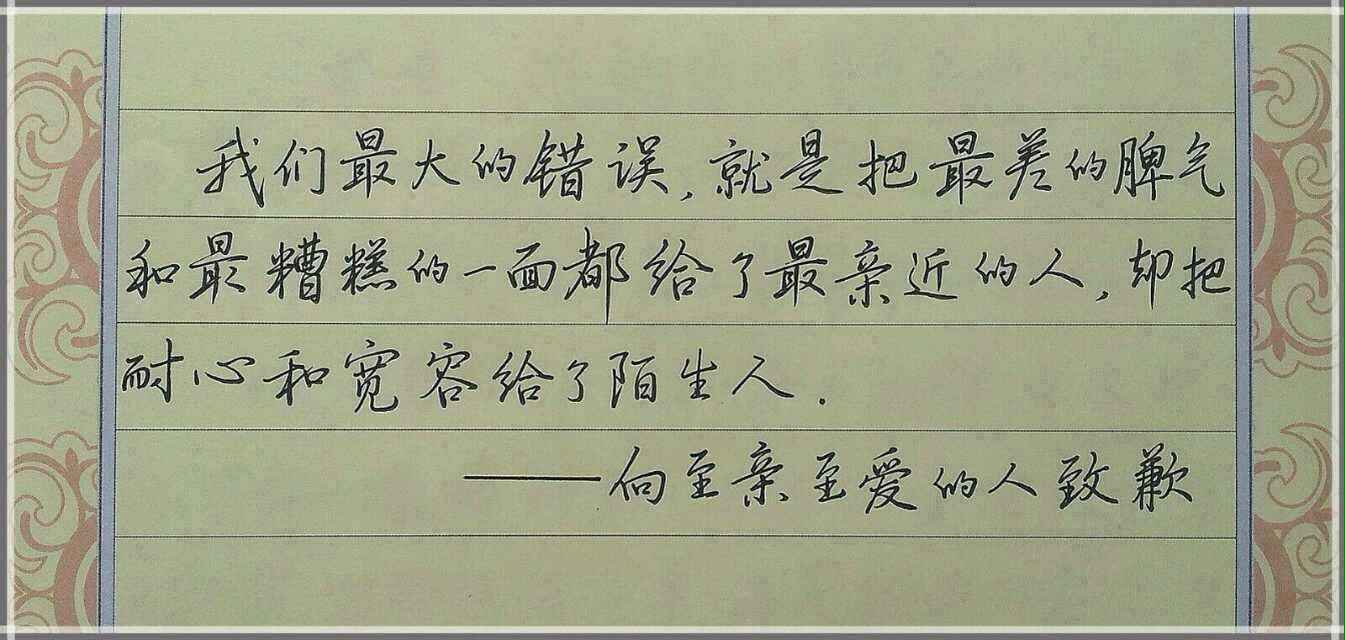 我们最大的错误,就是把最差的脾气
和最糟糕的一面都给了最亲近的人,却把
耐心和宽容给了陌生人.
——向至亲至爱的人致歉